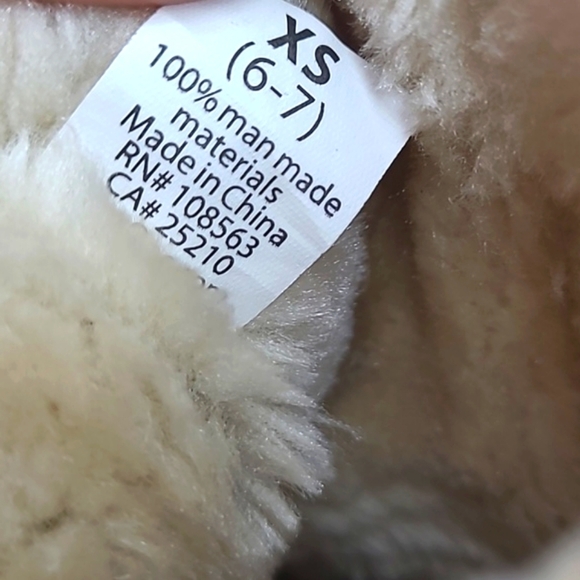 XS
(6-7)
100% man made
materials
Made in China
RN# 108563
CA# 25210